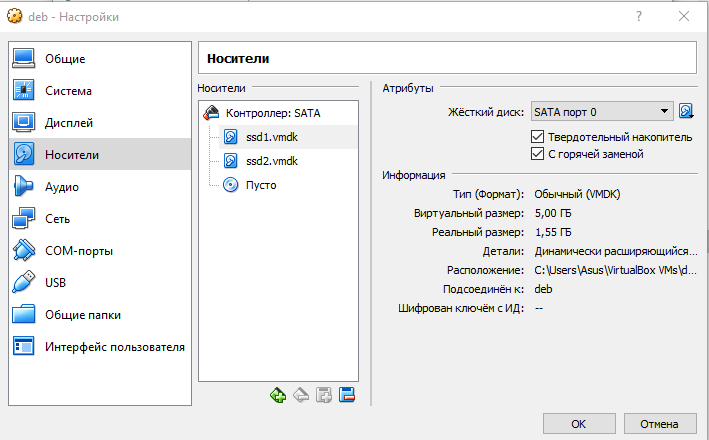 deb - Настройки
?
Общие
Система
Дисплей
Носители
Аудио
Сеть
COM-порты
USB
Общие папки
Интерфейс пользователя
Носители
Носители
Контроллер: SATA
ssd1.vmdk
ssd2.vmdk
Пусто
Атрибуты
Жёсткий диск: SATA порт 0
Твердотельный накопитель
С горячей заменой
Информация
Тип (Формат): Обычный (VMDK)
Виртуальный размер: 5,00 ГБ
Реальный размер: 1,55 ГБ
Детали: Динамически расширяющийся...
Расположение: C:\Users\Asus\VirtualBox VMs\d...
Подсоединён к: deb
Шифрован ключём с ИД: --
OK
Отмена